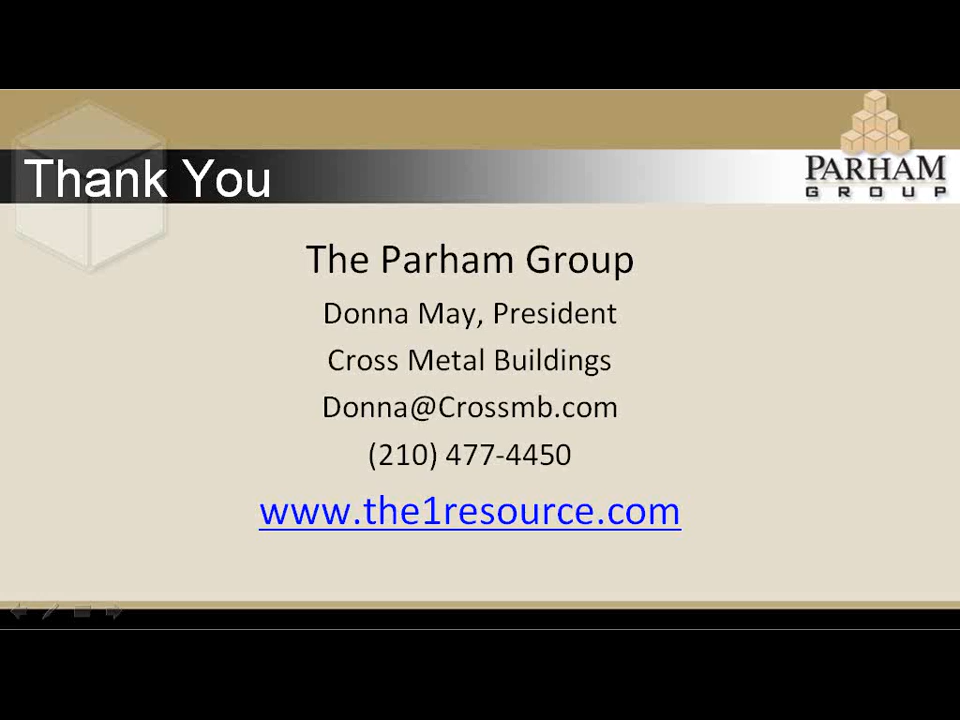 Thank You
PARHAM
GROUP
The Parham Group
Donna May, President
Cross Metal Buildings
Donna@Crossmb.com
(210) 477-4450
www.the1resource.com